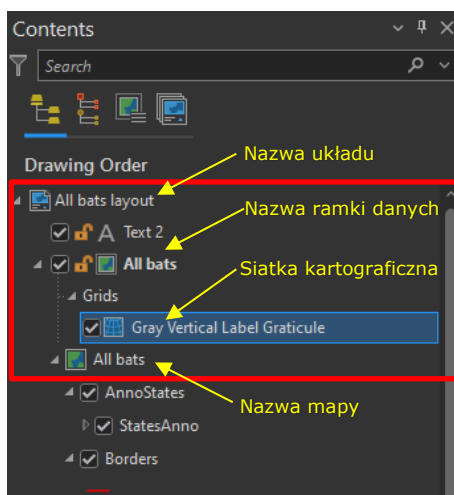 Contents
Search
Drawing Order
Nazwa układu
All bats layout
Nazwa ramki danych
Text 2
All bats
Siatka kartograficzna
Grids
Gray Vertical Label Graticule
All bats
AnnoStates
Nazwa mapy
StatesAnno
Borders